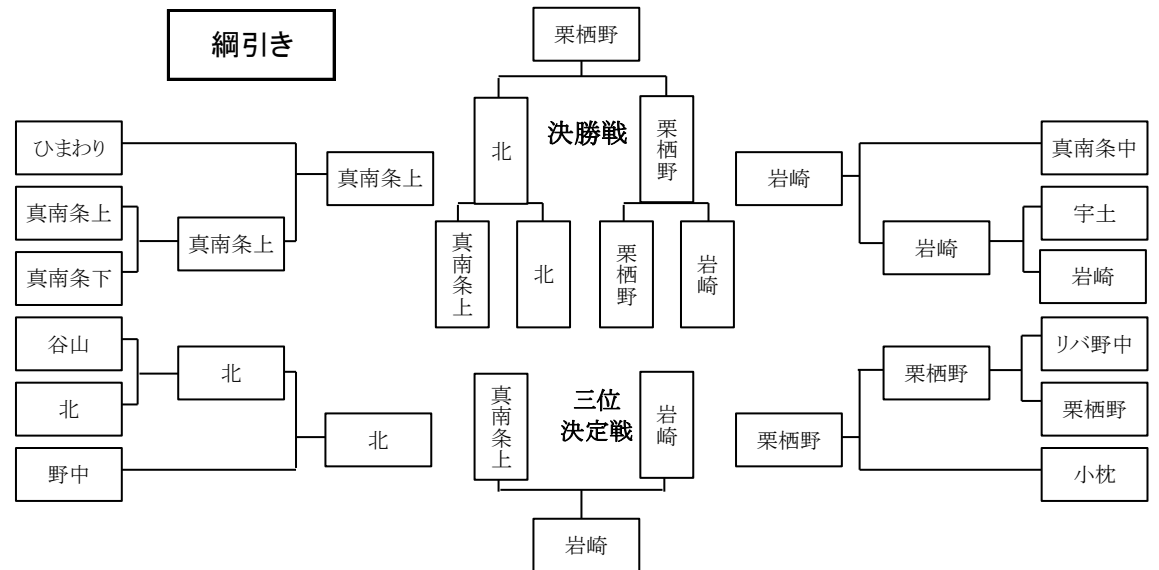 綱引き
栗栖野
北
決勝戦
栗栖野
真南条上
北
栗栖野
岩崎
ひまわり
真南条上
真南条下
真南条上
真南条上
谷山
北
野中
北
北
真南条中
宇土
岩崎
岩崎
岩崎
リバ野中
栗栖野
小枕
栗栖野
栗栖野
真南条上
三位
決定戦
岩崎
岩崎